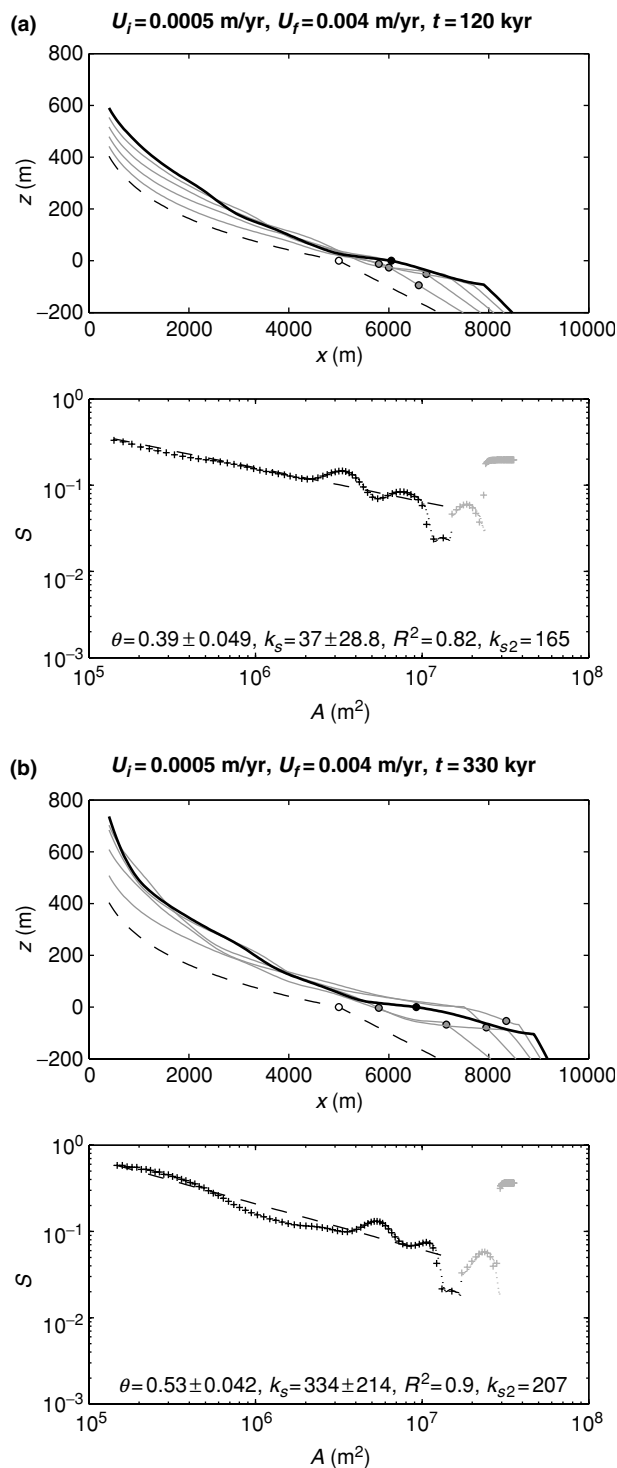 (a) U_i = 0.0005 m/yr, U_f = 0.004 m/yr, t = 120 kyr
800
600
400
200
0
−200
z (m)
0 2000 4000 6000 8000 10000
x (m)
10^0
10^−1
10^−2
10^−3
S
θ = 0.39 ± 0.049, k_s = 37 ± 28.8, R^2 = 0.82, k_s2 = 165
10^5 10^6 10^7 10^8
A (m^2)
(b) U_i = 0.0005 m/yr, U_f = 0.004 m/yr, t = 330 kyr
800
600
400
200
0
−200
z (m)
0 2000 4000 6000 8000 10000
x (m)
10^0
10^−1
10^−2
10^−3
S
θ = 0.53 ± 0.042, k_s = 334 ± 214, R^2 = 0.9, k_s2 = 207
10^5 10^6 10^7 10^8
A (m^2)